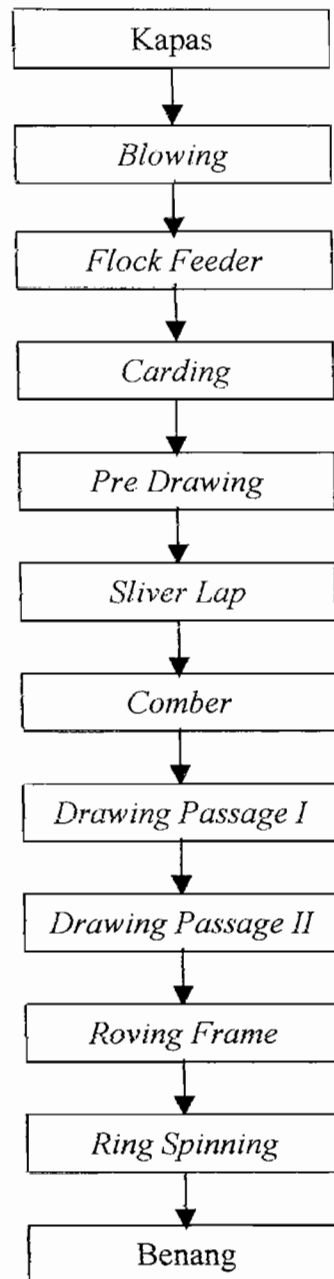 Kapas
Blowing
Flock Feeder
Carding
Pre Drawing
Sliver Lap
Comber
Drawing Passage I
Drawing Passage II
Roving Frame
Ring Spinning
Benang